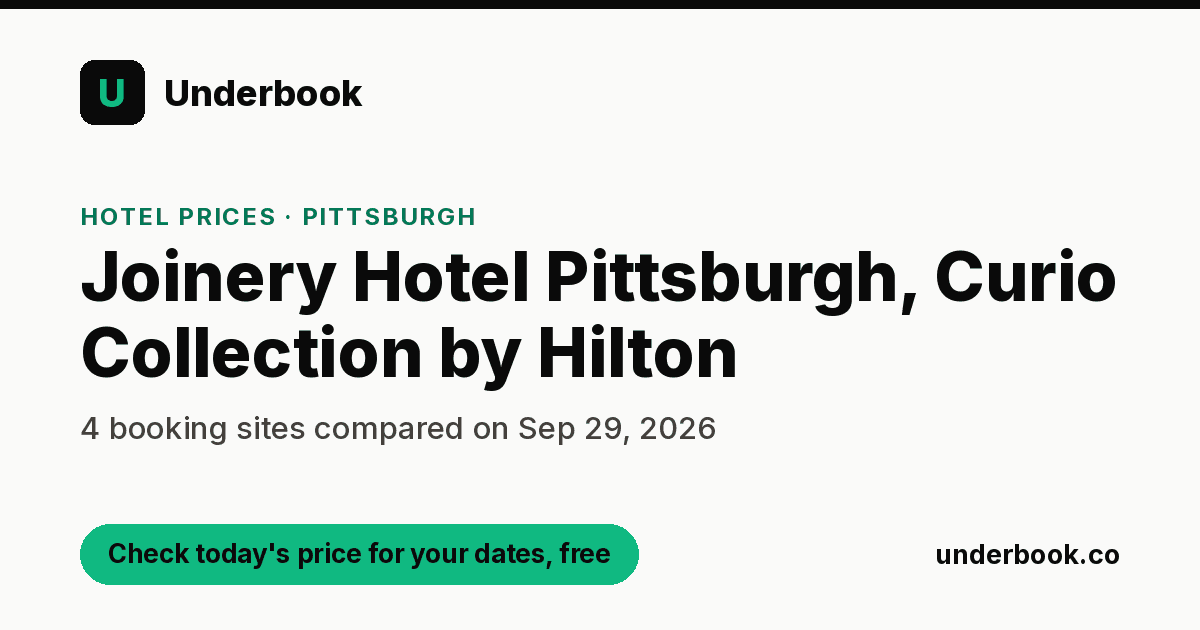 U Underbook
HOTEL PRICES · PITTSBURGH
Joinery Hotel Pittsburgh, Curio
Collection by Hilton
4 booking sites compared on Sep 29, 2026
Check today's price for your dates, free
underbook.co